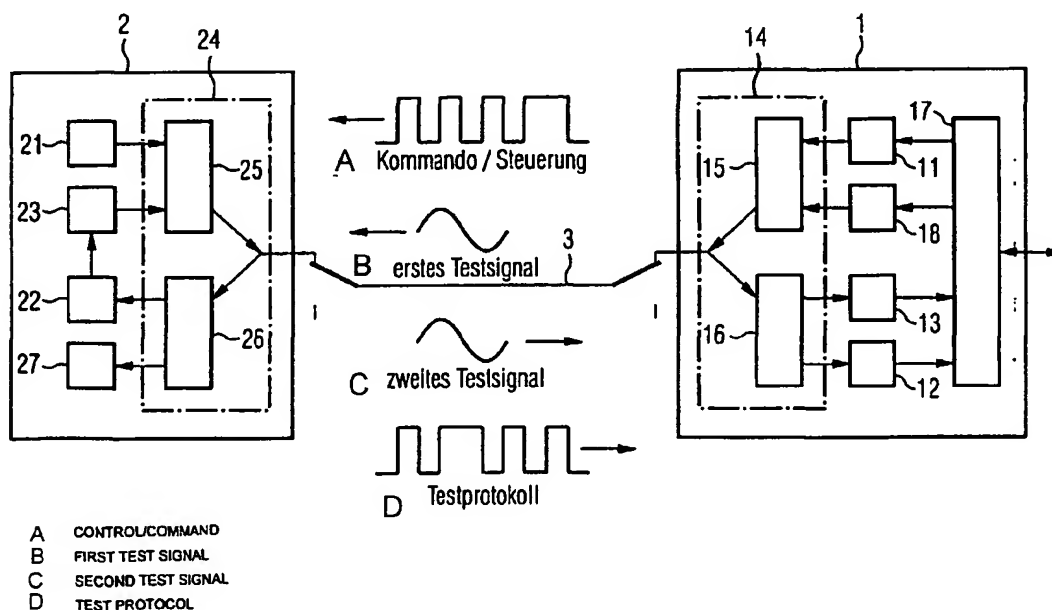 2
24
1
14
21
25
23
22
26
27
A Kommando / Steuerung
B erstes Testsignal
3
C zweites Testsignal
D Testprotokoll
17
15
11
18
16
13
12
A CONTROL/COMMAND
B FIRST TEST SIGNAL
C SECOND TEST SIGNAL
D TEST PROTOCOL